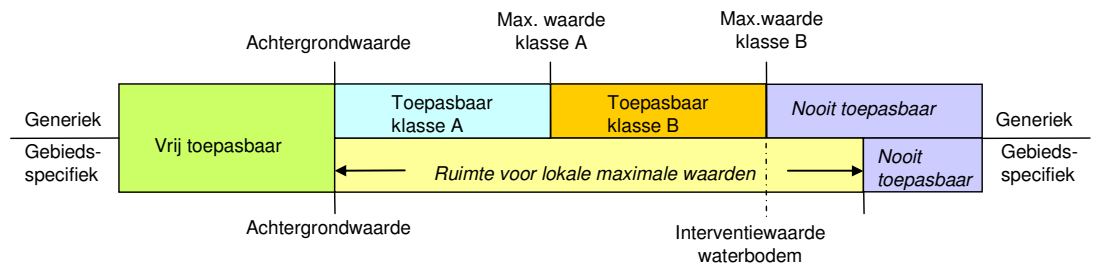 Max. waarde
klasse A
Max.waarde
klasse B
Achtergrondwaarde
Generiek
Gebieds-
specifiek
Vrij toepasbaar
Toepasbaar
klasse A
Toepasbaar
klasse B
Nooit toepasbaar
Generiek
Gebieds-
specifiek
Ruimte voor lokale maximale waarden
Nooit
toepasbaar
Achtergrondwaarde
Interventiewaarde
waterbodem